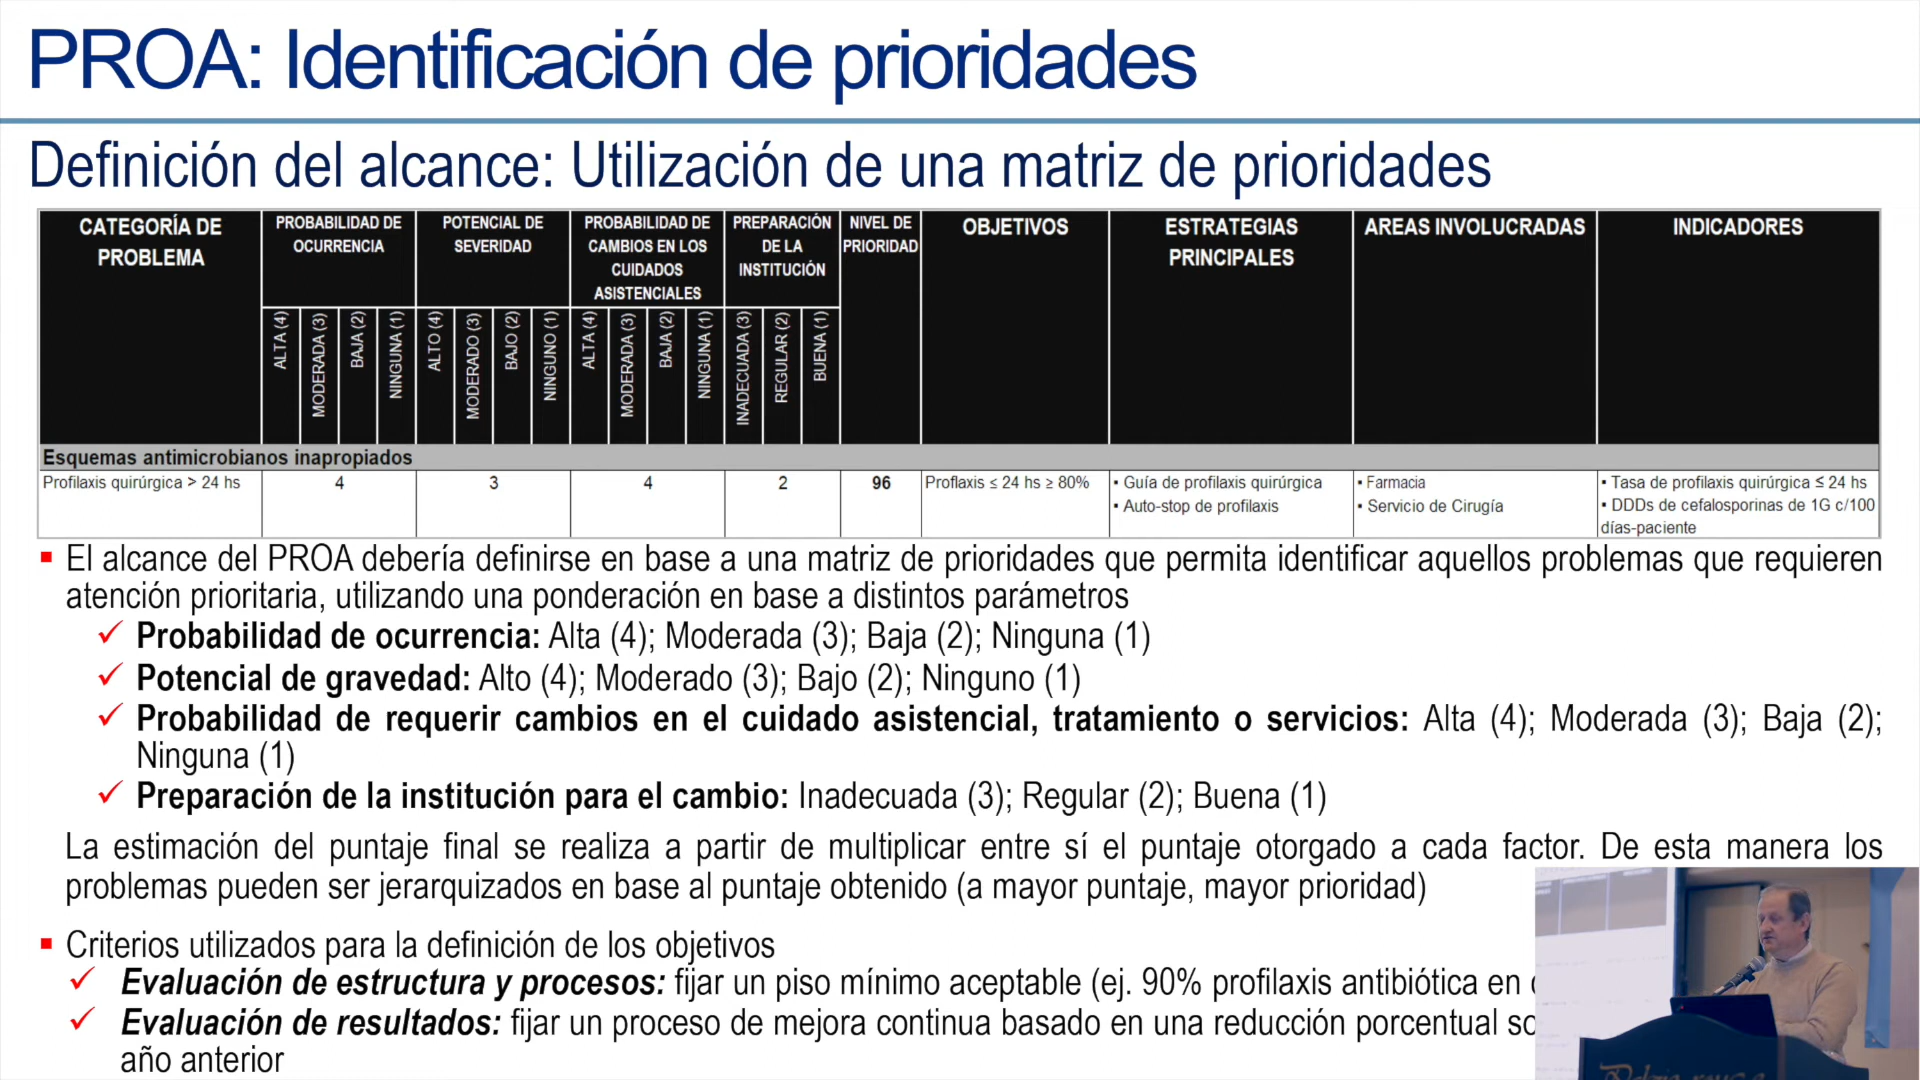 PROA: Identificación de prioridades
Definición del alcance: Utilización de una matriz de prioridades
CATEGORÍA DE PROBLEMA
PROBABILIDAD DE OCURRENCIA
POTENCIAL DE SEVERIDAD
PROBABILIDAD DE CAMBIOS EN LOS CUIDADOS ASISTENCIALES
PREPARACIÓN DE LA INSTITUCIÓN
NIVEL DE PRIORIDAD
OBJETIVOS
ESTRATEGIAS PRINCIPALES
AREAS INVOLUCRADAS
INDICADORES
ALTA (4)
MODERADA (3)
BAJA (2)
NINGUNA (1)
ALTO (4)
MODERADO (3)
BAJO (2)
NINGUNO (1)
ALTA (4)
MODERADA (3)
BAJA (2)
NINGUNA (1)
INADECUADA (3)
REGULAR (2)
BUENA (1)
Esquemas antimicrobianos inapropiados
Profilaxis quirúrgica > 24 hs
4
3
4
2
96
Proflaxis ≤ 24 hs ≥ 80%
▪ Guía de profilaxis quirúrgica
▪ Auto-stop de profilaxis
▪ Farmacia
▪ Servicio de Cirugía
▪ Tasa de profilaxis quirúrgica ≤ 24 hs
▪ DDDs de cefalosporinas de 1G c/100
días-paciente
▪ El alcance del PROA debería definirse en base a una matriz de prioridades que permita identificar aquellos problemas que requieren
atención prioritaria, utilizando una ponderación en base a distintos parámetros
✓ Probabilidad de ocurrencia: Alta (4); Moderada (3); Baja (2); Ninguna (1)
✓ Potencial de gravedad: Alto (4); Moderado (3); Bajo (2); Ninguno (1)
✓ Probabilidad de requerir cambios en el cuidado asistencial, tratamiento o servicios: Alta (4); Moderada (3); Baja (2);
Ninguna (1)
✓ Preparación de la institución para el cambio: Inadecuada (3); Regular (2); Buena (1)
La estimación del puntaje final se realiza a partir de multiplicar entre sí el puntaje otorgado a cada factor. De esta manera los
problemas pueden ser jerarquizados en base al puntaje obtenido (a mayor puntaje, mayor prioridad)
▪ Criterios utilizados para la definición de los objetivos
✓ Evaluación de estructura y procesos: fijar un piso mínimo aceptable (ej. 90% profilaxis antibiótica en
✓ Evaluación de resultados: fijar un proceso de mejora continua basado en una reducción porcentual
año anterior